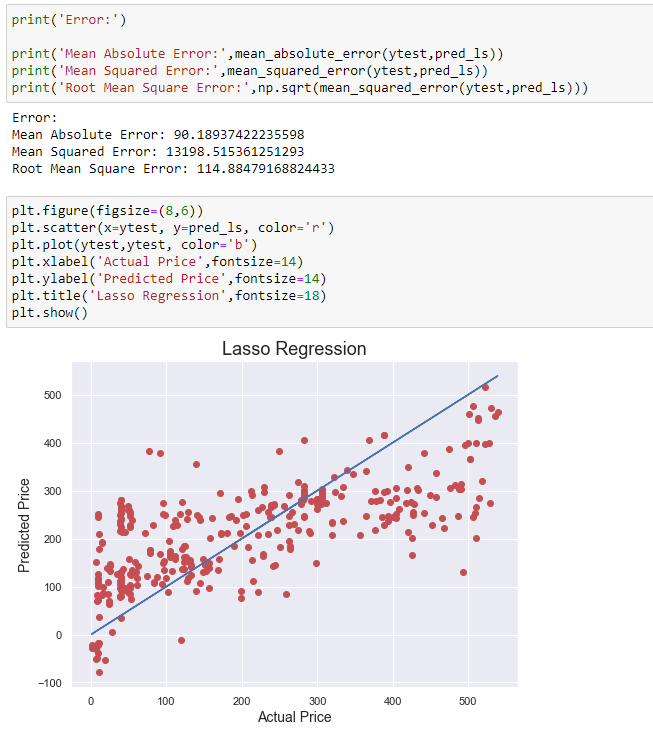 print('Error:')
print('Mean Absolute Error:',mean_absolute_error(ytest,pred_ls))
print('Mean Squared Error:',mean_squared_error(ytest,pred_ls))
print('Root Mean Square Error:',np.sqrt(mean_squared_error(ytest,pred_ls)))
Error:
Mean Absolute Error: 90.18937422235598
Mean Squared Error: 13198.515361251293
Root Mean Square Error: 114.88479168824433
plt.figure(figsize=(8,6))
plt.scatter(x=ytest, y=pred_ls, color='r')
plt.plot(ytest,ytest, color='b')
plt.xlabel('Actual Price',fontsize=14)
plt.ylabel('Predicted Price',fontsize=14)
plt.title('Lasso Regression',fontsize=18)
plt.show()
Lasso Regression
Predicted Price
500
400
300
200
100
0
−100
0 100 200 300 400 500
Actual Price